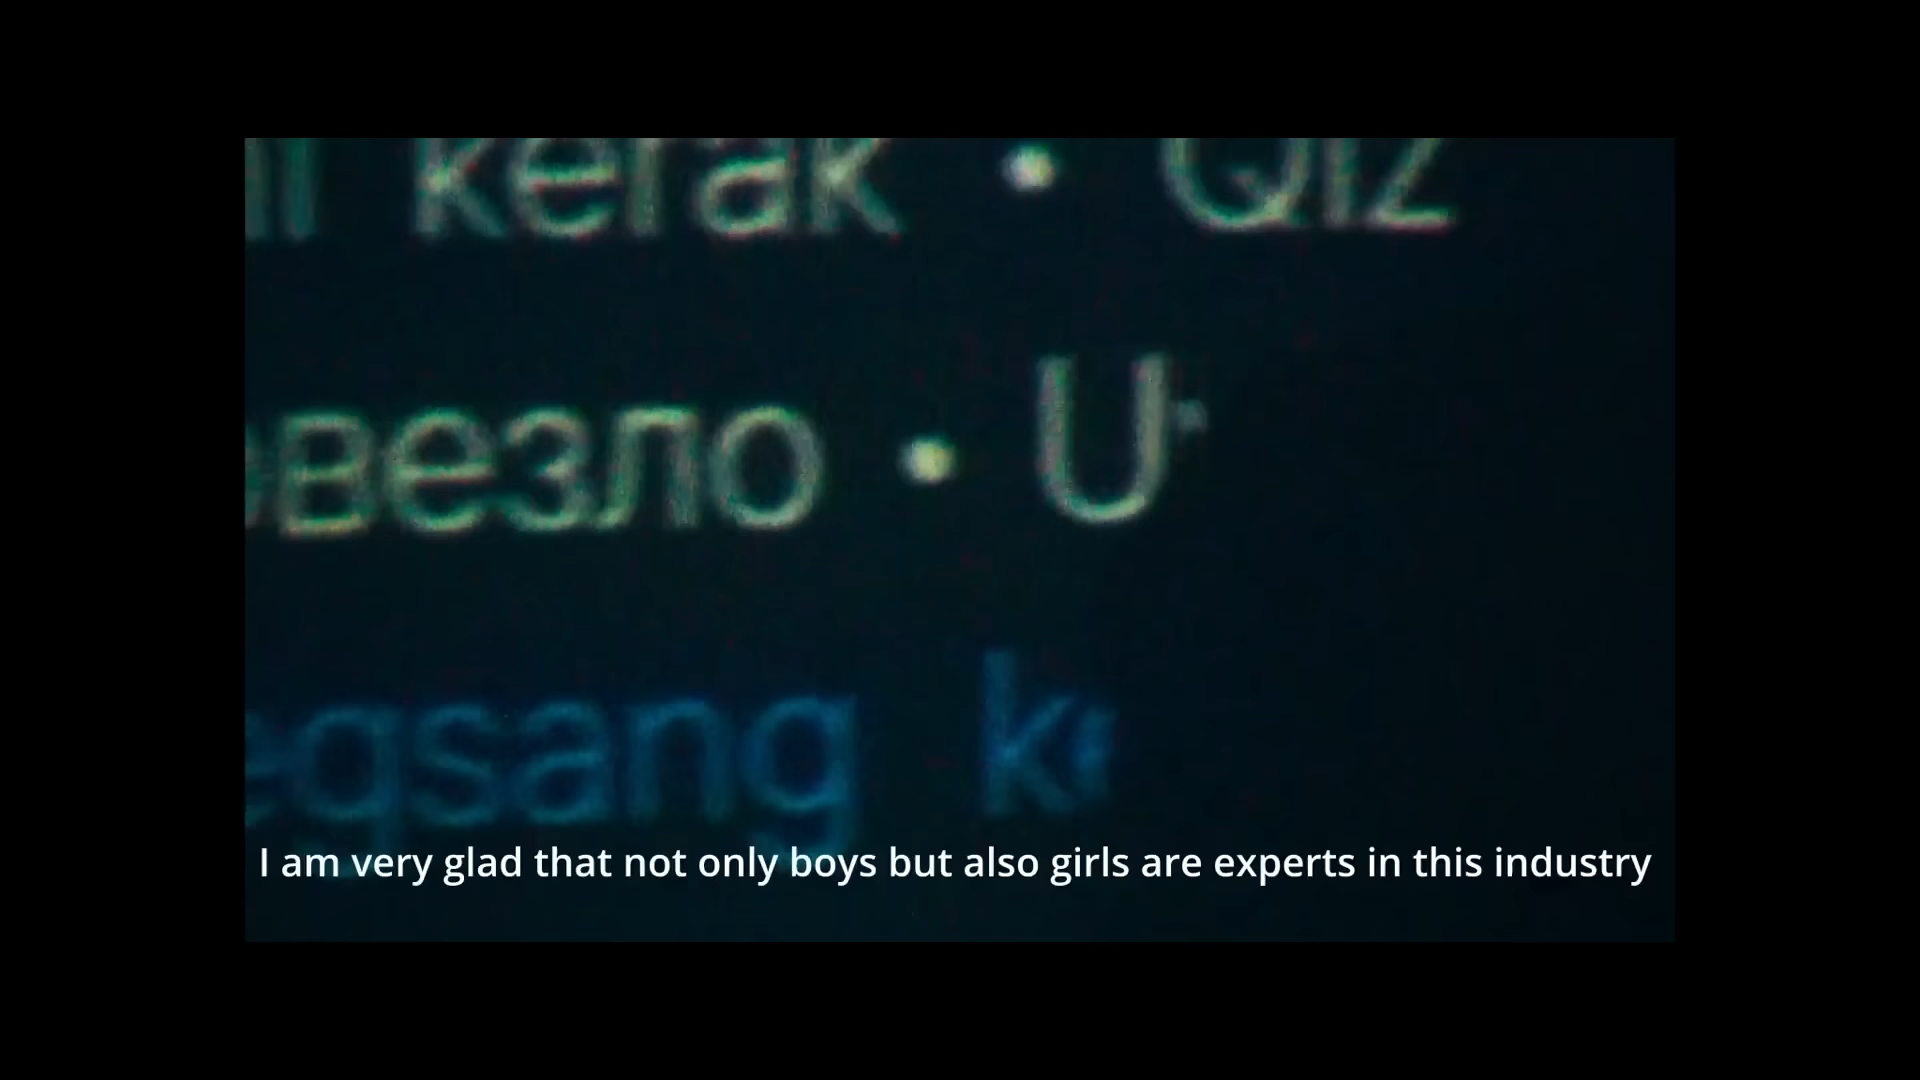 kerak • Qiz
везло • U
qsang
I am very glad that not only boys but also girls are experts in this industry